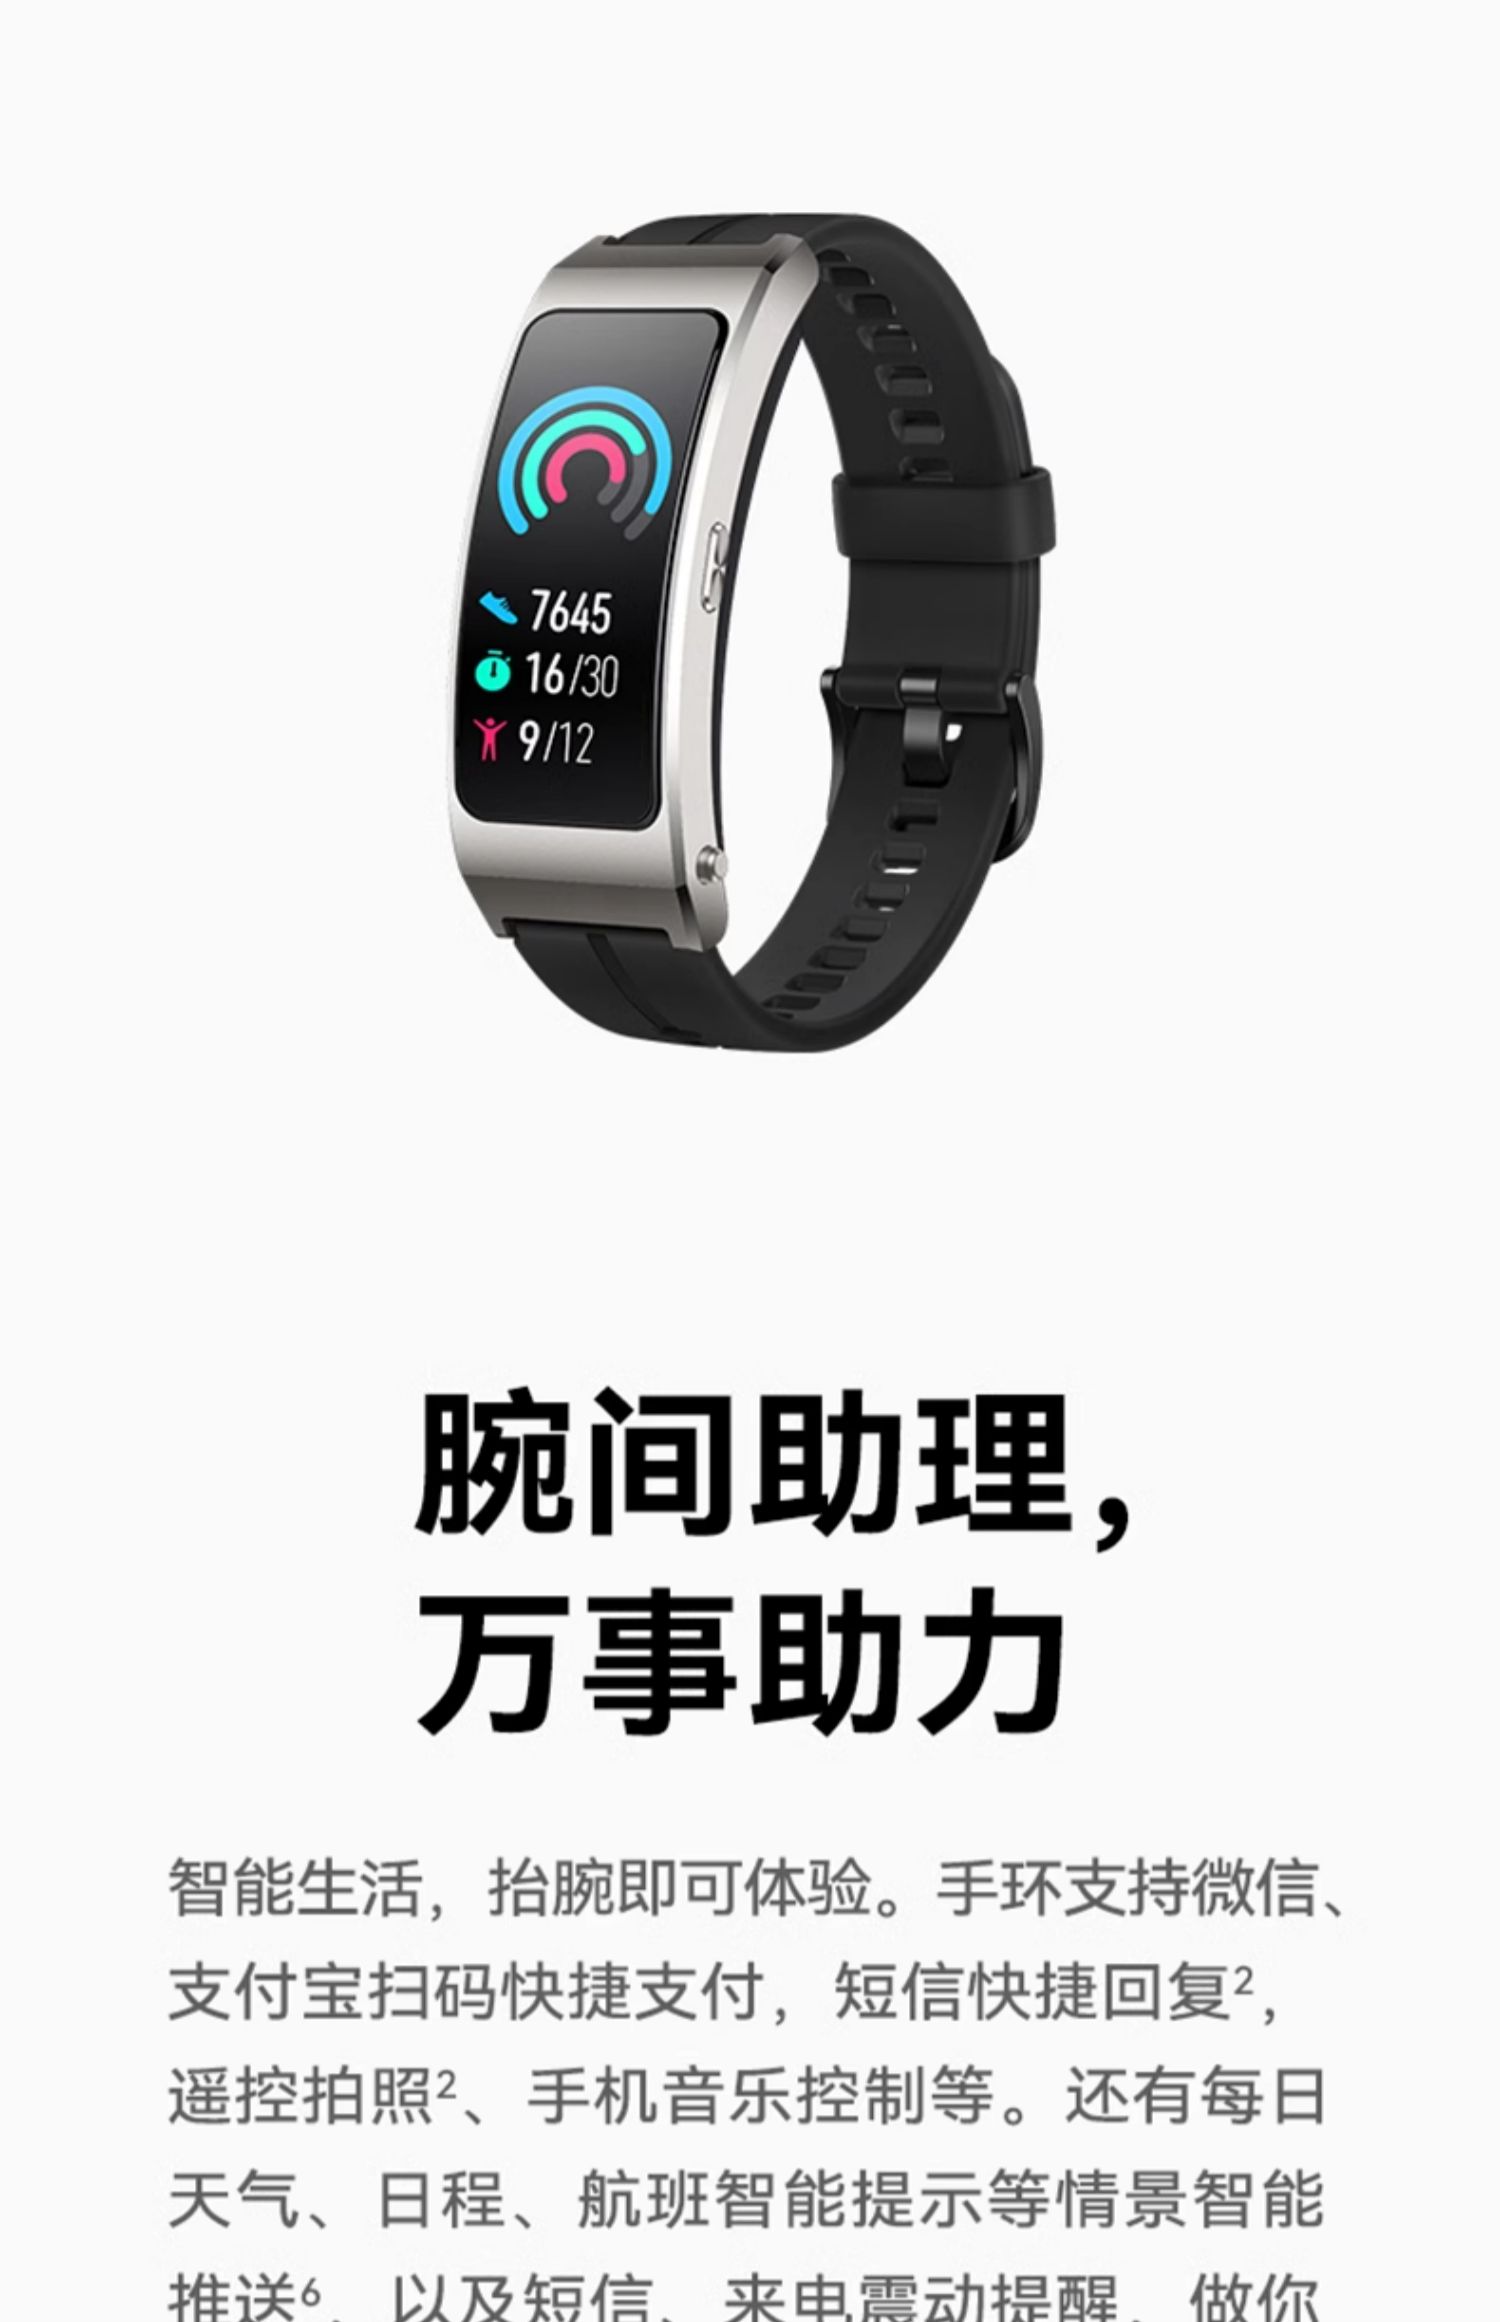 7645
16/30
9/12
腕间助理，
万事助力
智能生活，抬腕即可体验。手环支持微信、
支付宝扫码快捷支付，短信快捷回复²，
遥控拍照²、手机音乐控制等。还有每日
天气、日程、航班智能提示等情景智能
推送⁶，以及短信、来电震动提醒，做你